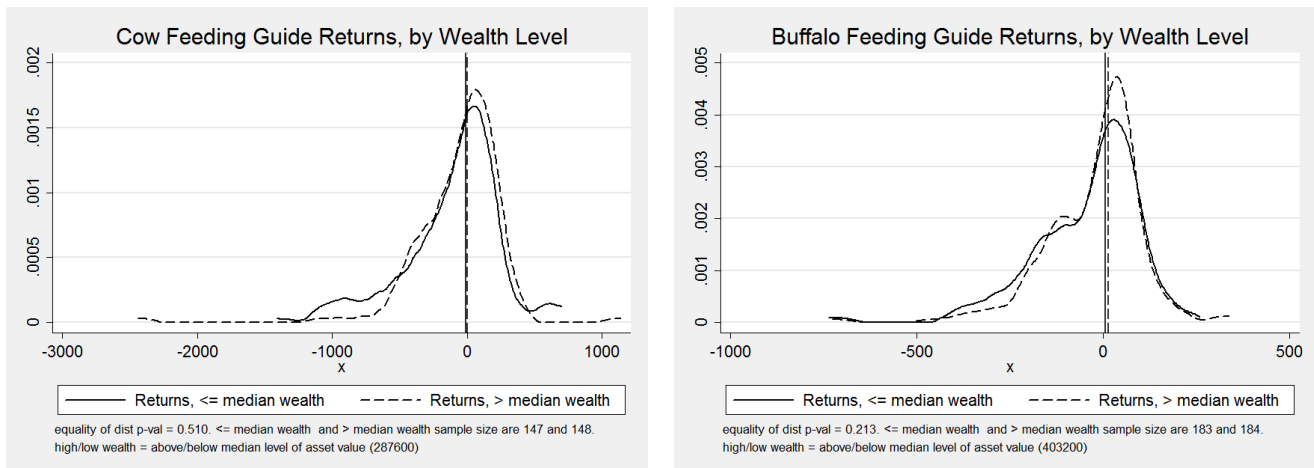 Cow Feeding Guide Returns, by Wealth Level
.002
.0015
.001
.0005
0
-3000 -2000 -1000 0 1000
x
Returns, <= median wealth Returns, > median wealth
equality of dist p-val = 0.510. <= median wealth and > median wealth sample size are 147 and 148.
high/low wealth = above/below median level of asset value (287600)
Buffalo Feeding Guide Returns, by Wealth Level
.005
.004
.003
.002
.001
0
-1000 -500 0 500
x
Returns, <= median wealth Returns, > median wealth
equality of dist p-val = 0.213. <= median wealth and > median wealth sample size are 183 and 184.
high/low wealth = above/below median level of asset value (403200)